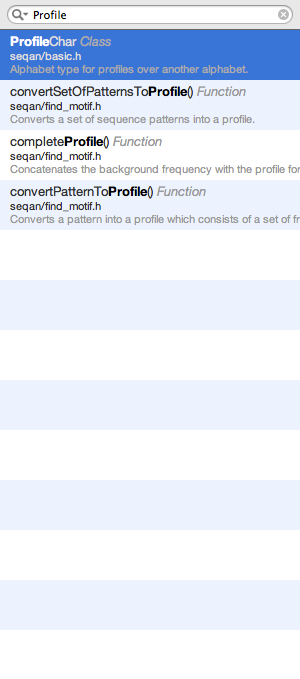 Profile
ProfileChar Class
seqan/basic.h
Alphabet type for profiles over another alphabet.
convertSetOfPatternsToProfile() Function
seqan/find_motif.h
Converts a set of sequence patterns into a profile.
completeProfile() Function
seqan/find_motif.h
Concatenates the background frequency with the profile for
convertPatternToProfile() Function
seqan/find_motif.h
Converts a pattern into a profile which consists of a set of fr